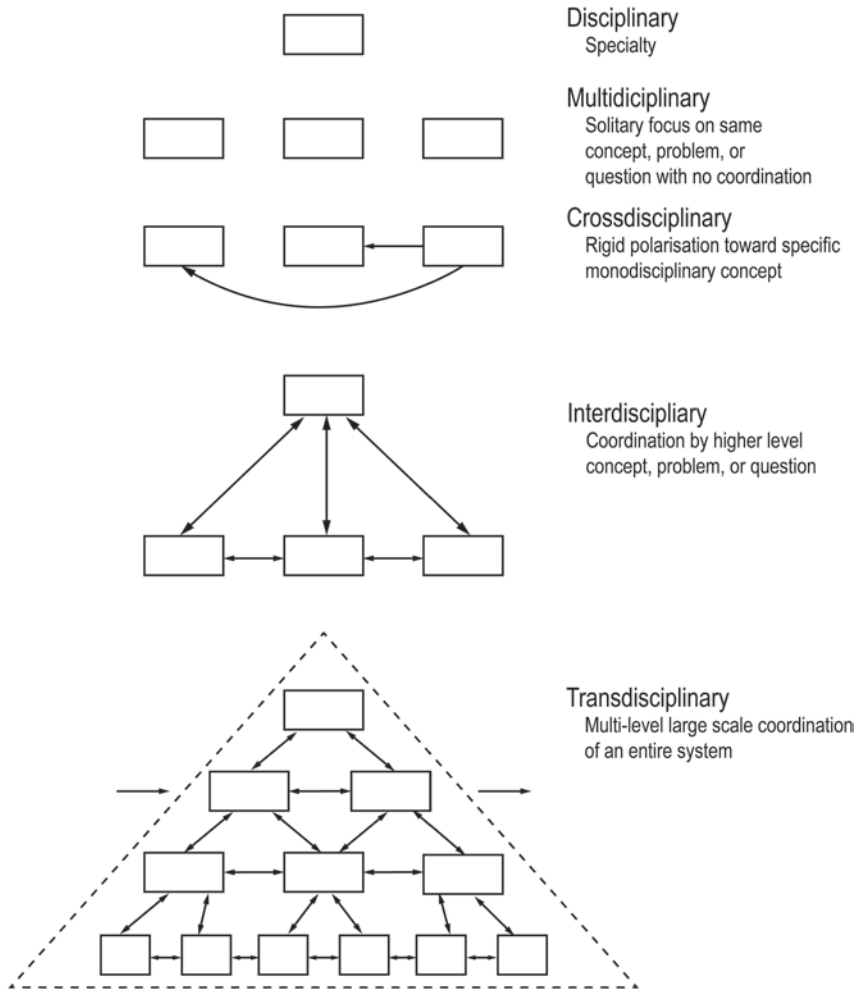 Disciplinary
Specialty
Multidiciplinary
Solitary focus on same
concept, problem, or
question with no coordination
Crossdisciplinary
Rigid polarisation toward specific
monodisciplinary concept
Interdiscipliary
Coordination by higher level
concept, problem, or question
Transdisciplinary
Multi-level large scale coordination
of an entire system